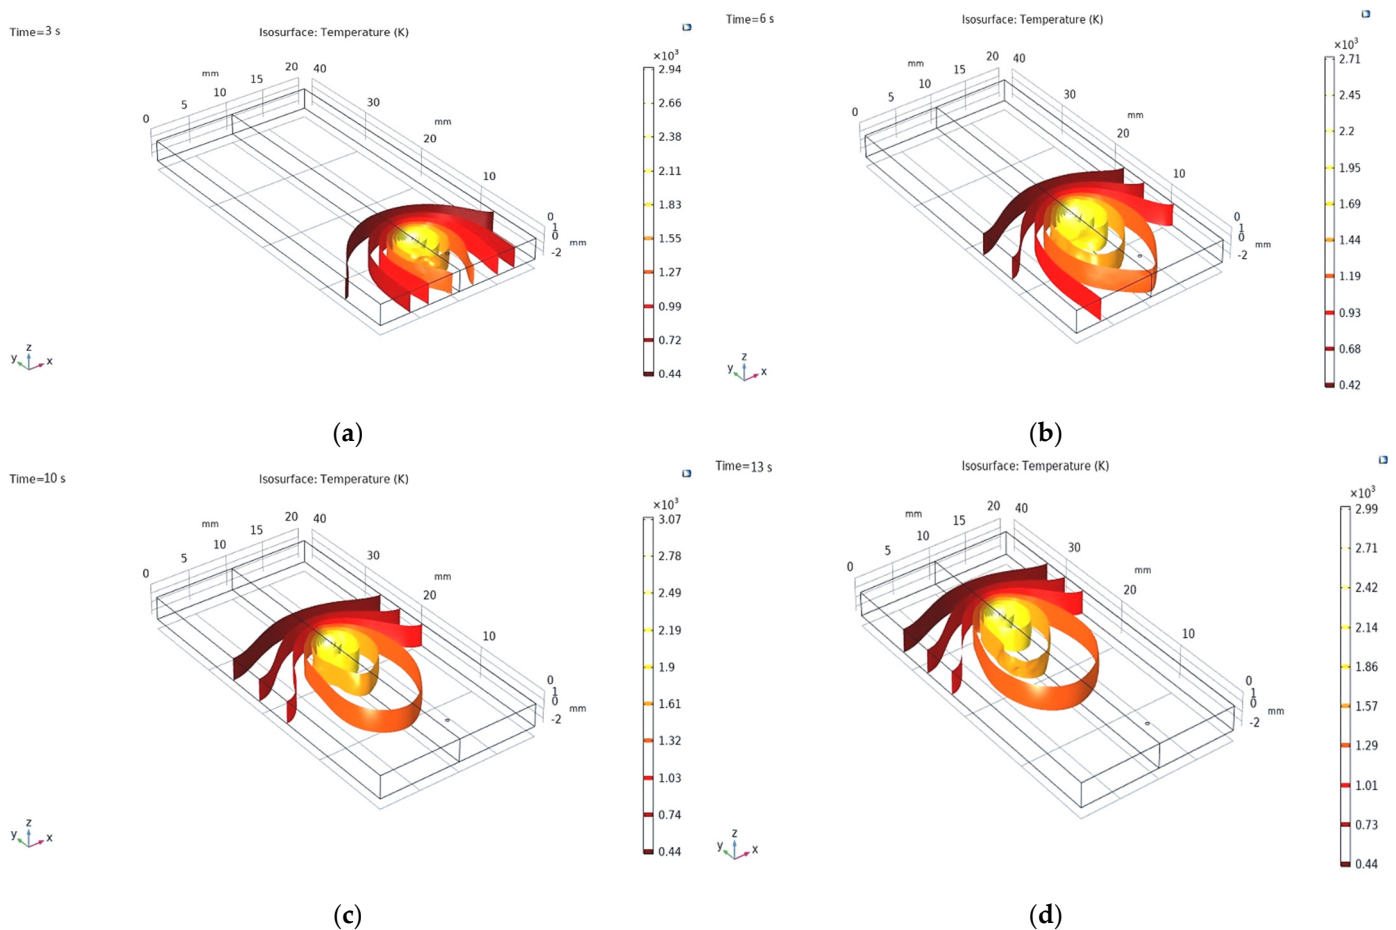 Time=3 s
Isosurface: Temperature (K)
×10³
2.94
2.66
2.38
2.11
1.83
1.55
1.27
0.99
0.72
0.44
mm
0
5
10
15
20
40
30
mm
20
10
0
1
0
-2
mm
z
y
x
(a)
Time=6 s
Isosurface: Temperature (K)
×10³
2.71
2.45
2.2
1.95
1.69
1.44
1.19
0.93
0.68
0.42
mm
0
5
10
15
20
40
30
mm
20
10
0
1
0
-2
mm
z
y
x
(b)
Time=10 s
Isosurface: Temperature (K)
×10³
3.07
2.78
2.49
2.19
1.9
1.61
1.32
1.03
0.74
0.44
mm
0
5
10
15
20
40
30
mm
20
10
0
1
0
-2
mm
z
y
x
(c)
Time=13 s
Isosurface: Temperature (K)
×10³
2.99
2.71
2.42
2.14
1.86
1.57
1.29
1.01
0.73
0.44
mm
0
5
10
15
20
40
30
mm
20
10
0
1
0
-2
mm
z
y
x
(d)